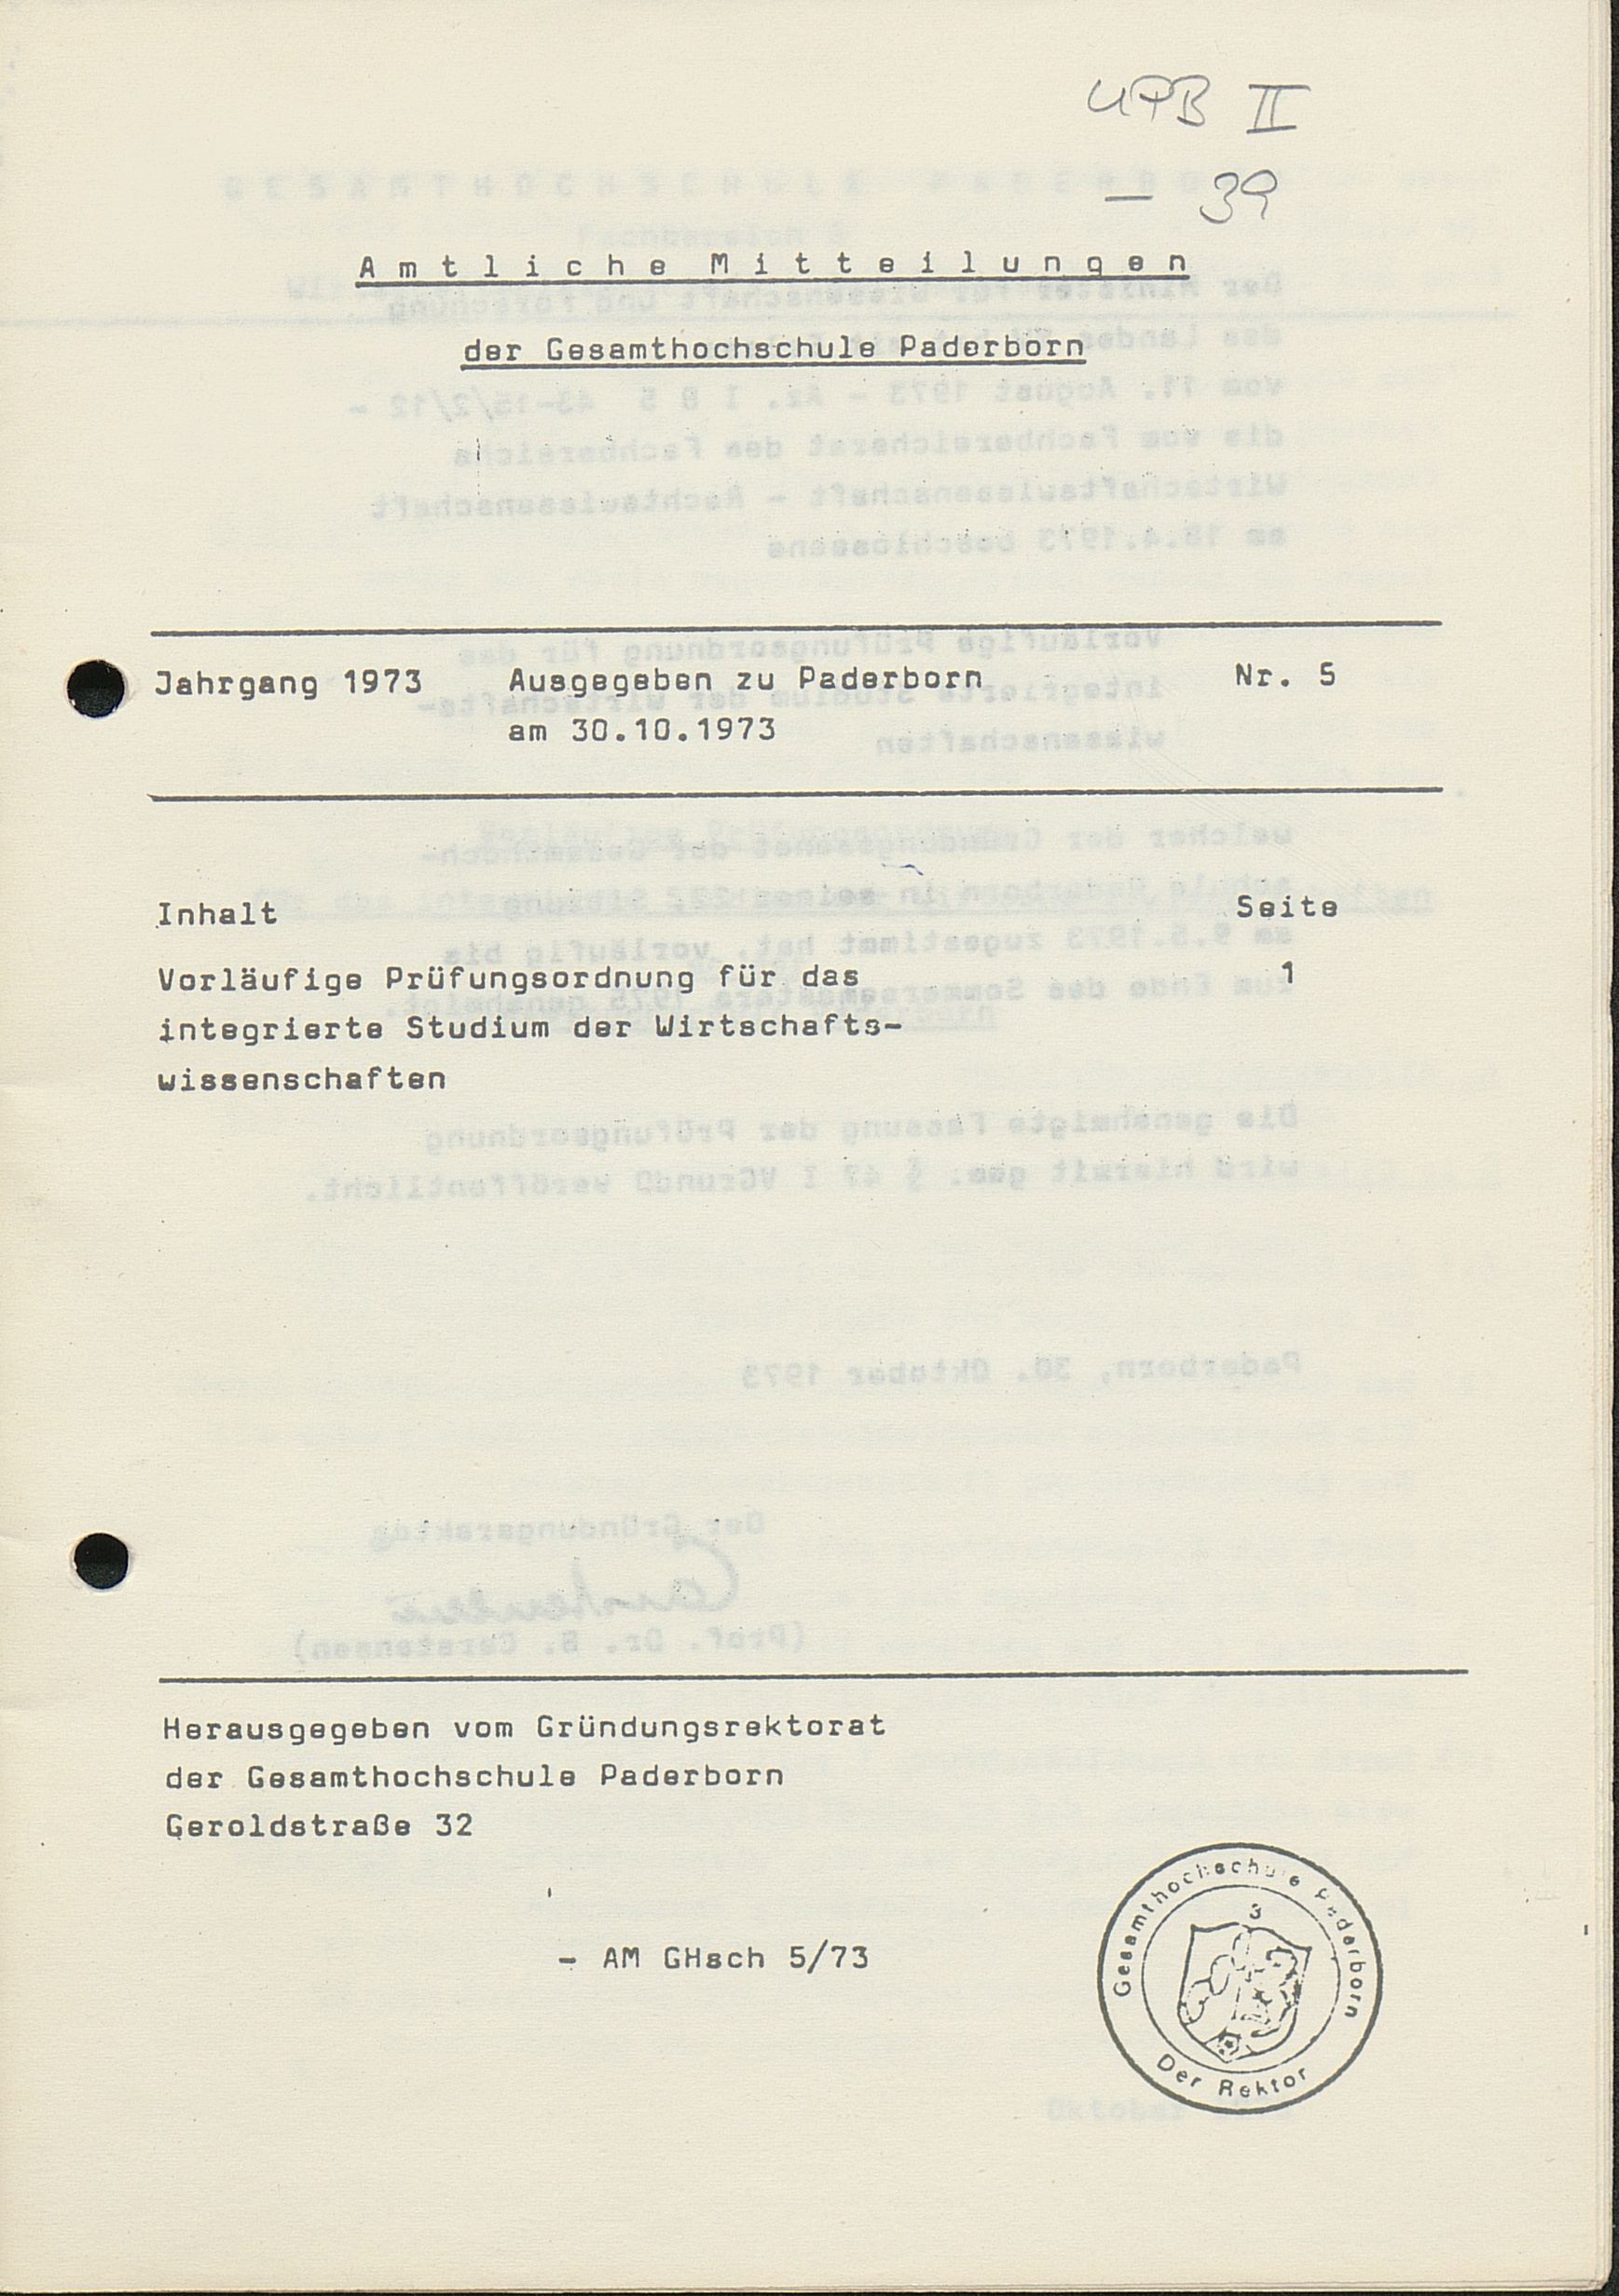 UPB II
— 39
Amtliche Mitteilungen
der Gesamthochschule Paderborn
Jahrgang 1973 Ausgegeben zu Paderborn Nr. 5
am 30.10.1973
Inhalt Seite
Vorläufige Prüfungsordnung für das 1
integrierte Studium der Wirtschafts-
wissenschaften
Herausgegeben vom Gründungsrektorat
der Gesamthochschule Paderborn
Geroldstraße 32
- AM GHsch 5/73
Gesamthochschule Paderborn
3
Der Rektor